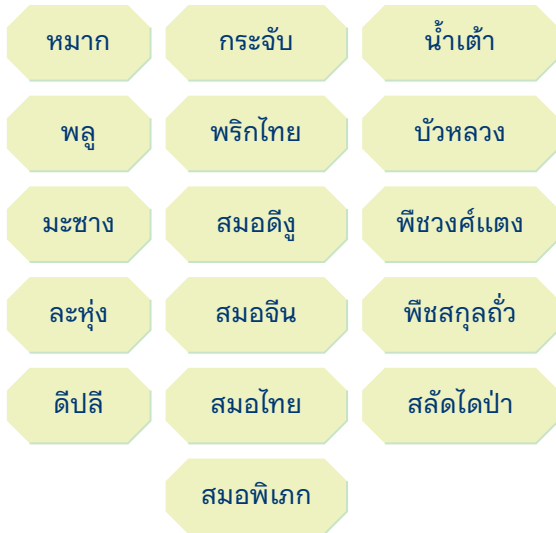 หมาก
กระจับ
น้ำเต้า
พลู
พริกไทย
บัวหลวง
มะซาง
สมอดีงู
พืชวงศ์แตง
ละหุ่ง
สมอจีน
พืชสกุลถั่ว
ดีปลี
สมอไทย
สลัดไดป่า
สมอพิเภก